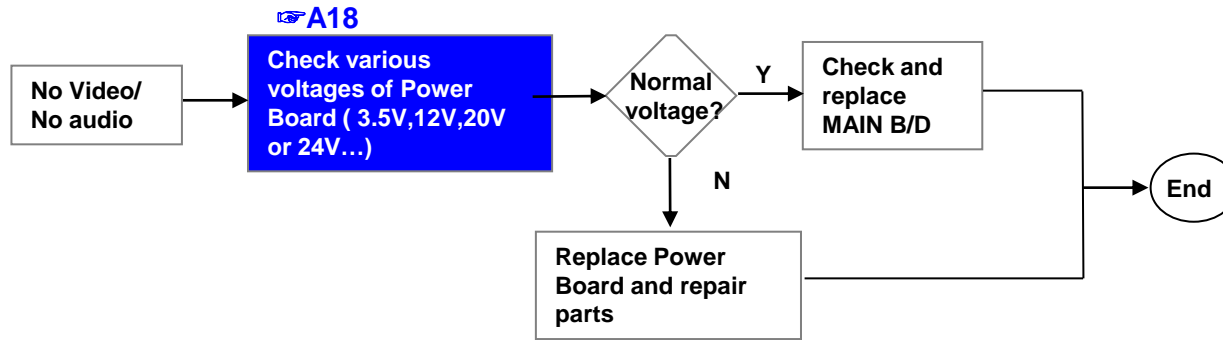 ☞A18
No Video/
No audio
Check various
voltages of Power
Board ( 3.5V,12V,20V
or 24V…)
Normal
voltage?
Y
Check and
replace
MAIN B/D
N
Replace Power
Board and repair
parts
End